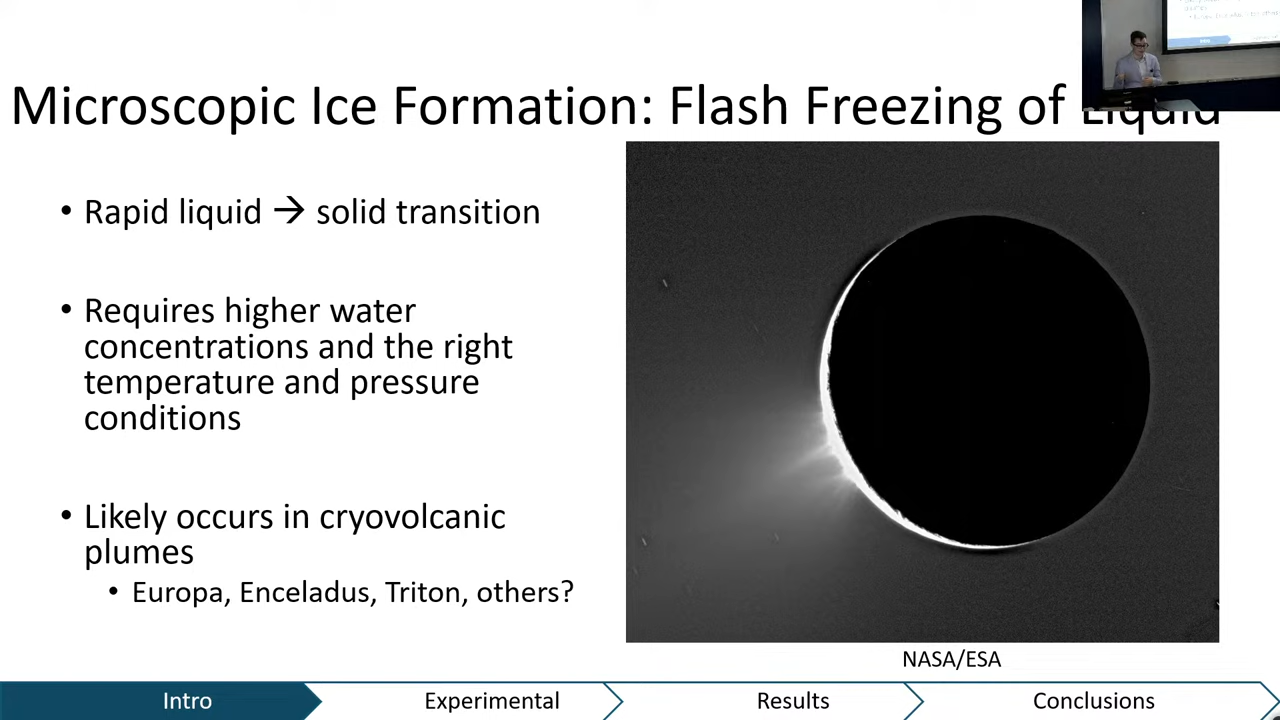 Microscopic Ice Formation: Flash Freezing of Liquid
• Rapid liquid → solid transition
• Requires higher water
concentrations and the right
temperature and pressure
conditions
• Likely occurs in cryovolcanic
plumes
• Europa, Enceladus, Triton, others?
NASA/ESA
Intro
Experimental
Results
Conclusions